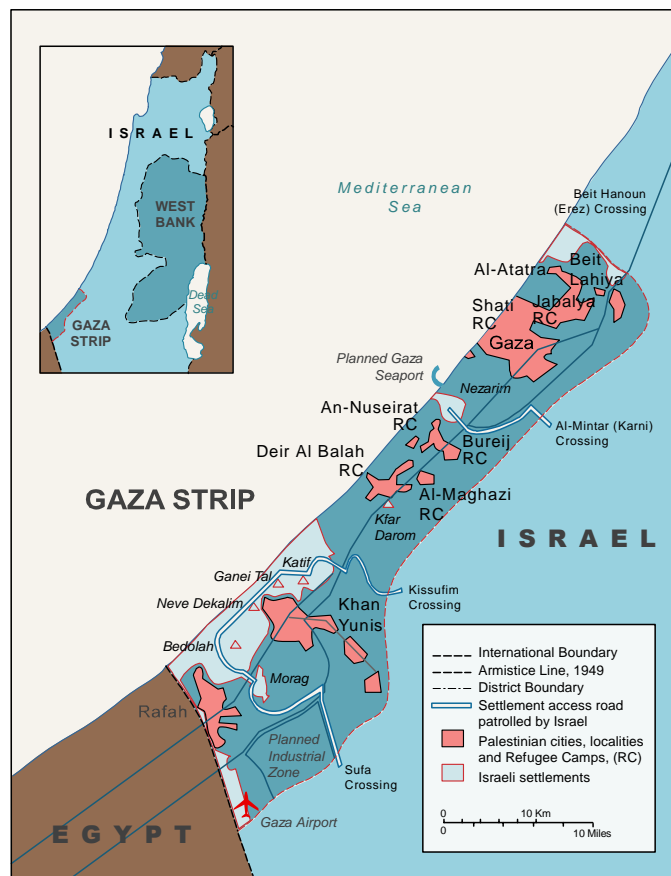 ISRAEL
WEST
BANK
Dead
Sea
GAZA
STRIP
Mediterranean
Sea
Beit Hanoun
(Erez) Crossing
Beit
Lahiya
Al-Atatra
Jabalya
RC
Shati
RC
Gaza
Planned Gaza
Seaport
Nezarim
An-Nuseirat
RC
Al-Mintar (Karni)
Crossing
Bureij
RC
Deir Al Balah
RC
Al-Maghazi
RC
GAZA STRIP
Kfar
Darom
ISRAEL
Katif
Ganei Tal
Kissufim
Crossing
Neve Dekalim
Khan
Yunis
Bedolah
Morag
Rafah
Planned
Industrial
Zone
Sufa
Crossing
Gaza Airport
EGYPT
International Boundary
Armistice Line, 1949
District Boundary
Settlement access road
patrolled by Israel
Palestinian cities, localities
and Refugee Camps, (RC)
Israeli settlements
0 10 Km
0 10 Miles